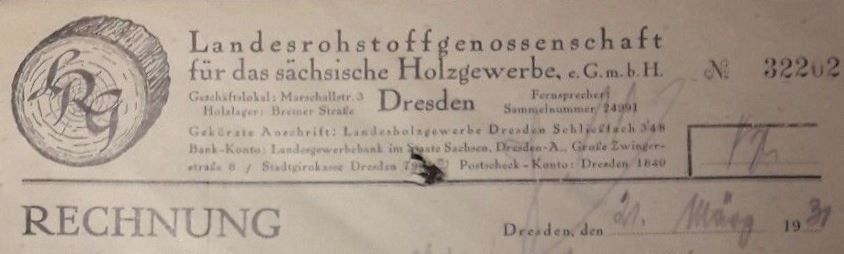 LRG
Landesrohstoffgenossenschaft
für das sächsische Holzgewerbe, e.G.m.b.H.
№ 32202
Geschäftslokal: Marschallstr. 3
Holzlager: Bremer Straße
Dresden
Fernsprecher:
Sammelnummer 24991
Gekürzte Anschrift: Landesholzgewerbe Dresden Schließfach 348
Bank-Konto: Landesgewerbebank im Staate Sachsen, Dresden-A., Große Zwinger-
straße 8 / Stadtgirokasse Dresden Postscheck-Konto: Dresden 1840
RECHNUNG
Dresden, den 21. März 1931